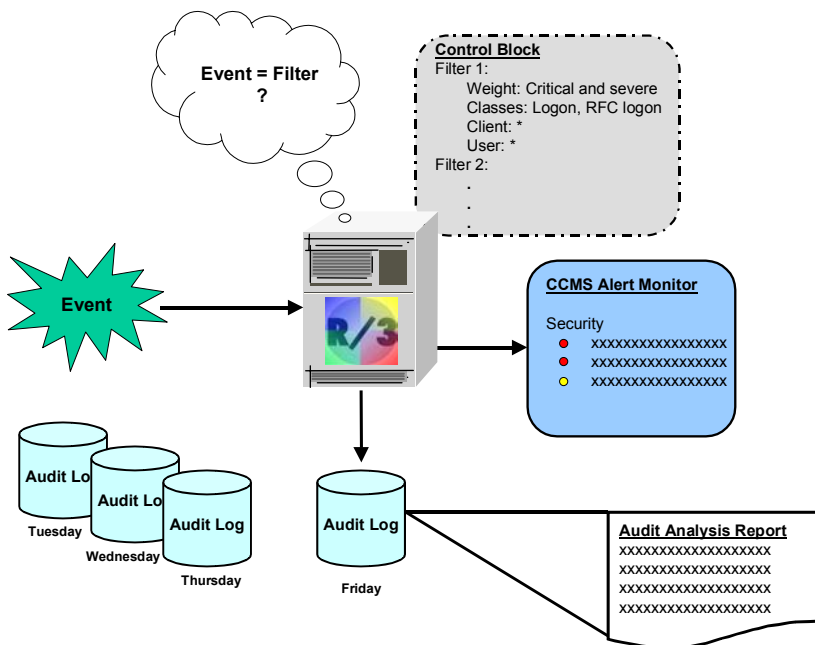 Event = Filter
?
Control Block
Filter 1:
Weight: Critical and severe
Classes: Logon, RFC logon
Client: *
User: *
Filter 2:
.
.
.
Event
R/3
CCMS Alert Monitor
Security
xxxxxxxxxxxxxxxxx
xxxxxxxxxxxxxxxxx
xxxxxxxxxxxxxxxxx
Audit Lo
Tuesday
Audit Lo
Wednesday
Audit Log
Thursday
Audit Log
Friday
Audit Analysis Report
xxxxxxxxxxxxxxxxxxx
xxxxxxxxxxxxxxxxxxx
xxxxxxxxxxxxxxxxxxx
xxxxxxxxxxxxxxxxxxx